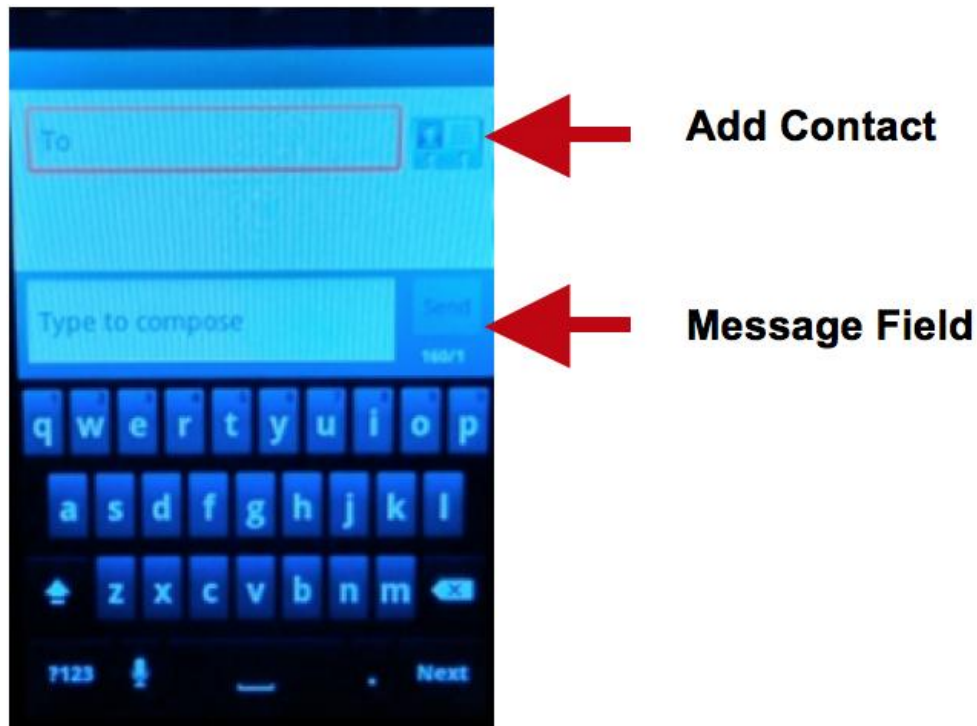 To
Add Contact
Type to compose
Send
160/1
Message Field
q w e r t y u i o p
a s d f g h j k l
z x c v b n m
?123 . Next